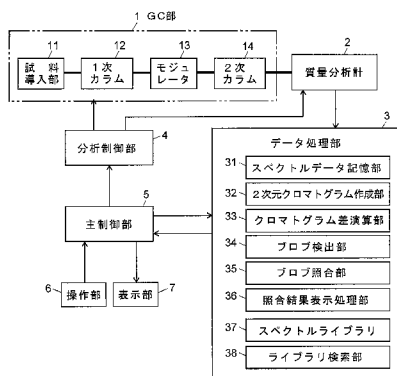 1 GC部
11
12
13
14
試料
導入部
1次
カラム
モジュ
レータ
2次
カラム
2
質量分析計
4
分析制御部
3
データ処理部
31 スペクトルデータ記憶部
32 2次元クロマトグラム作成部
33 クロマトグラム差演算部
34 ブロブ検出部
35 ブロブ照合部
36 照合結果表示処理部
37 スペクトルライブラリ
38 ライブラリ検索部
5
主制御部
6 操作部
表示部 7